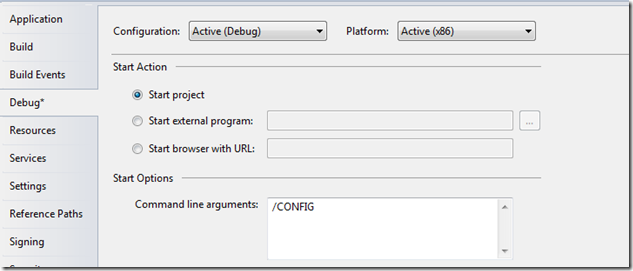 Application
Build
Build Events
Debug*
Resources
Services
Settings
Reference Paths
Signing
Configuration: Active (Debug) Platform: Active (x86)
Start Action
Start project
Start external program: ...
Start browser with URL:
Start Options
Command line arguments: /CONFIG